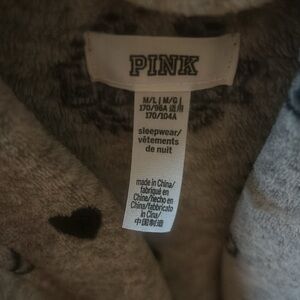 PINK
M/L | M/G |
170/96A 适用
170/104A
sleepwear/
vêtements
de nuit
made in China/
fabriqué en
Chine/hecho en
China/fabbricato
in Cina/
中国制造